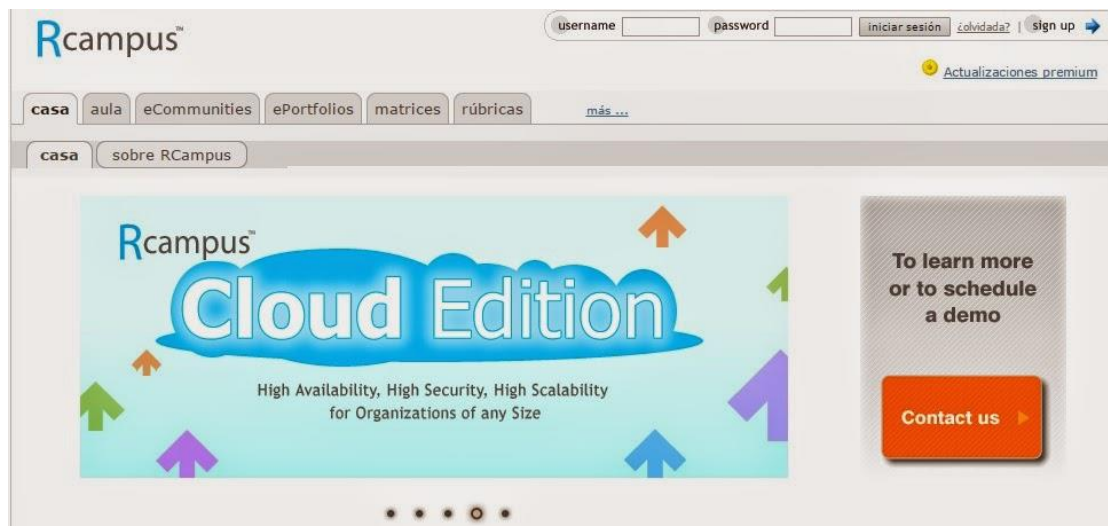 Rcampus™
username password iniciar sesión ¿olvidada? | sign up
Actualizaciones premium
casa aula eCommunities ePortfolios matrices rúbricas más ...
casa sobre RCampus
Rcampus™
Cloud Edition
High Availability, High Security, High Scalability
for Organizations of any Size
To learn more
or to schedule
a demo
Contact us